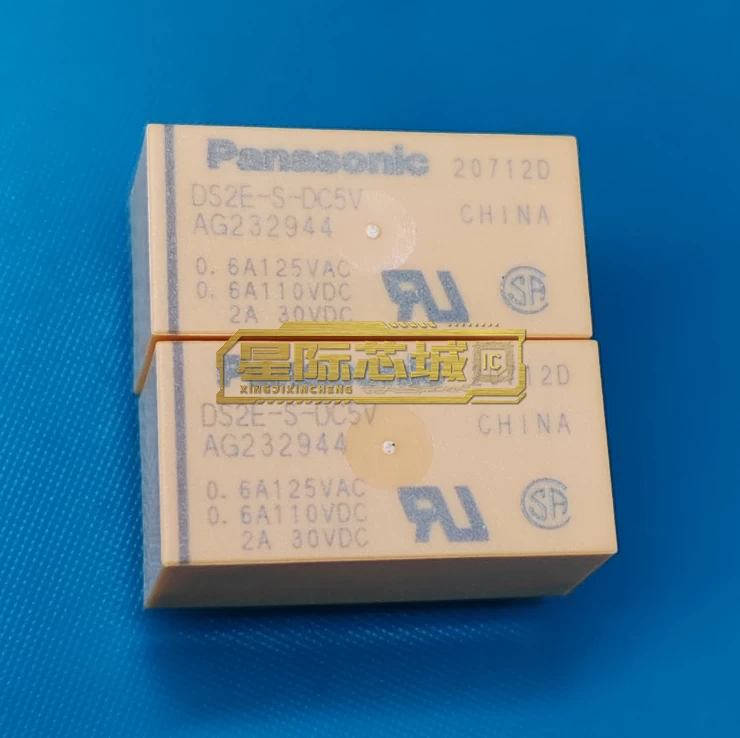 Panasonic 20712D
DS2E-S-DC5V
AG232944 CHINA
0.6A125VAC
0.6A110VDC
2A 30VDC
星际芯城 IC
XINGJIXINCHENG
12D
DS2E-S-DC5V
AG232944 CHINA
0.6A125VAC
0.6A110VDC
2A 30VDC